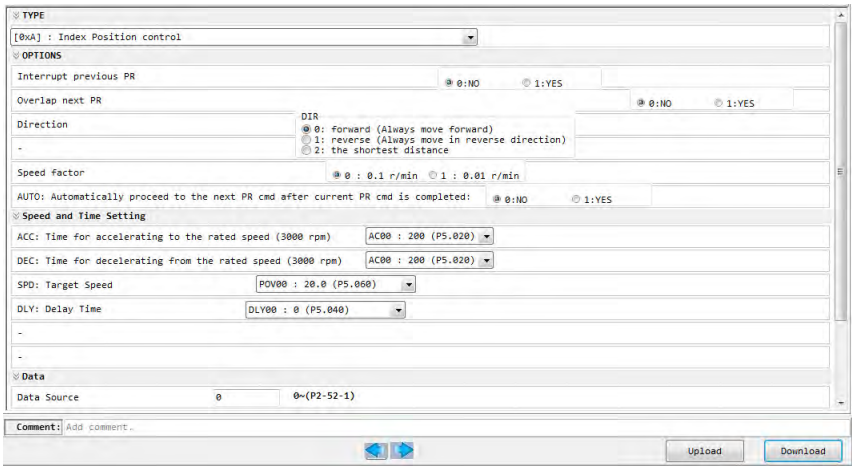 TYPE
[0xA] : Index Position control
OPTIONS
Interrupt previous PR 0:NO 1:YES
Overlap next PR 0:NO 1:YES
Direction
DIR
0: forward (Always move forward)
1: reverse (Always move in reverse direction)
2: the shortest distance
-
Speed factor 0 : 0.1 r/min 1 : 0.01 r/min
AUTO: Automatically proceed to the next PR cmd after current PR cmd is completed: 0:NO 1:YES
Speed and Time Setting
ACC: Time for accelerating to the rated speed (3000 rpm) AC00 : 200 (P5.020)
DEC: Time for decelerating from the rated speed (3000 rpm) AC00 : 200 (P5.020)
SPD: Target Speed POV00 : 20.0 (P5.060)
DLY: Delay Time DLY00 : 0 (P5.040)
-
-
Data
Data Source 0 0~(P2-52-1)
Comment: Add comment.
Upload Download